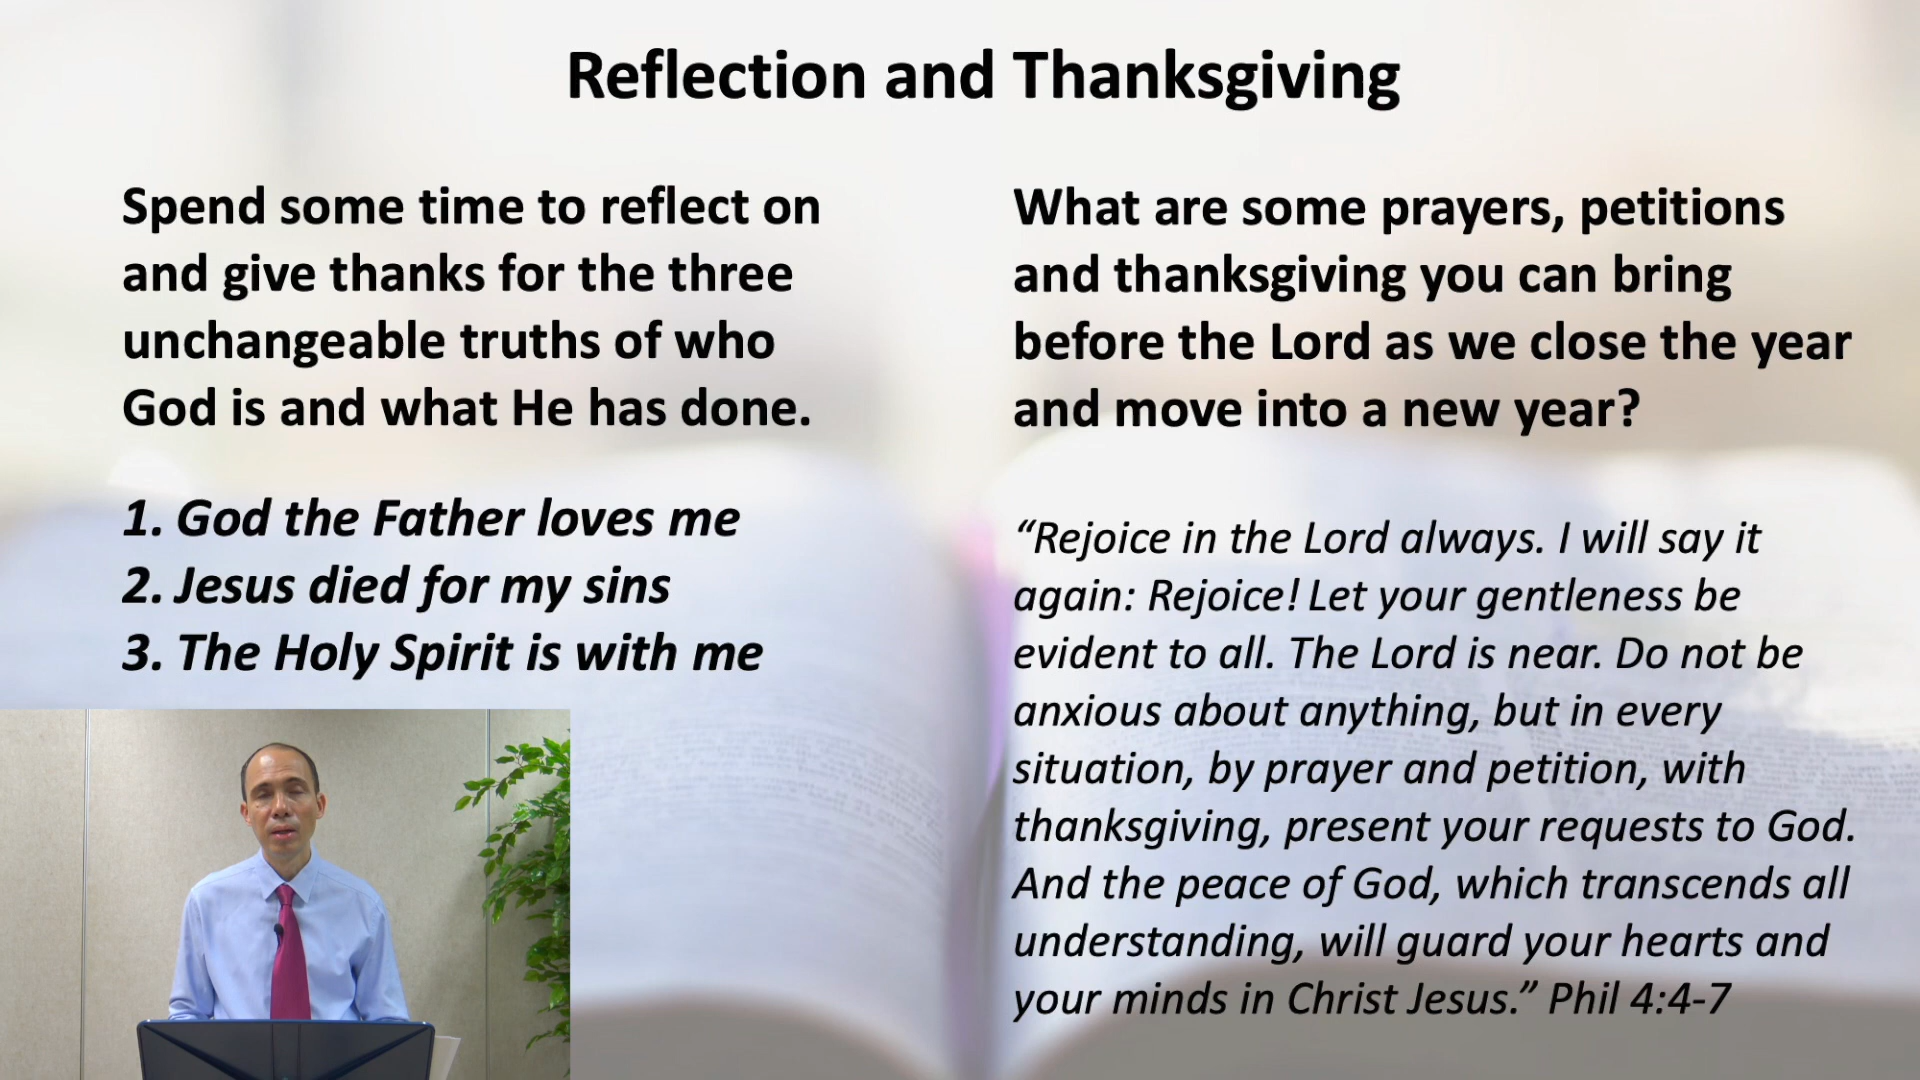 Reflection and Thanksgiving
Spend some time to reflect on
and give thanks for the three
unchangeable truths of who
God is and what He has done.
1. God the Father loves me
2. Jesus died for my sins
3. The Holy Spirit is with me
What are some prayers, petitions
and thanksgiving you can bring
before the Lord as we close the year
and move into a new year?
“Rejoice in the Lord always. I will say it
again: Rejoice! Let your gentleness be
evident to all. The Lord is near. Do not be
anxious about anything, but in every
situation, by prayer and petition, with
thanksgiving, present your requests to God.
And the peace of God, which transcends all
understanding, will guard your hearts and
your minds in Christ Jesus.” Phil 4:4-7